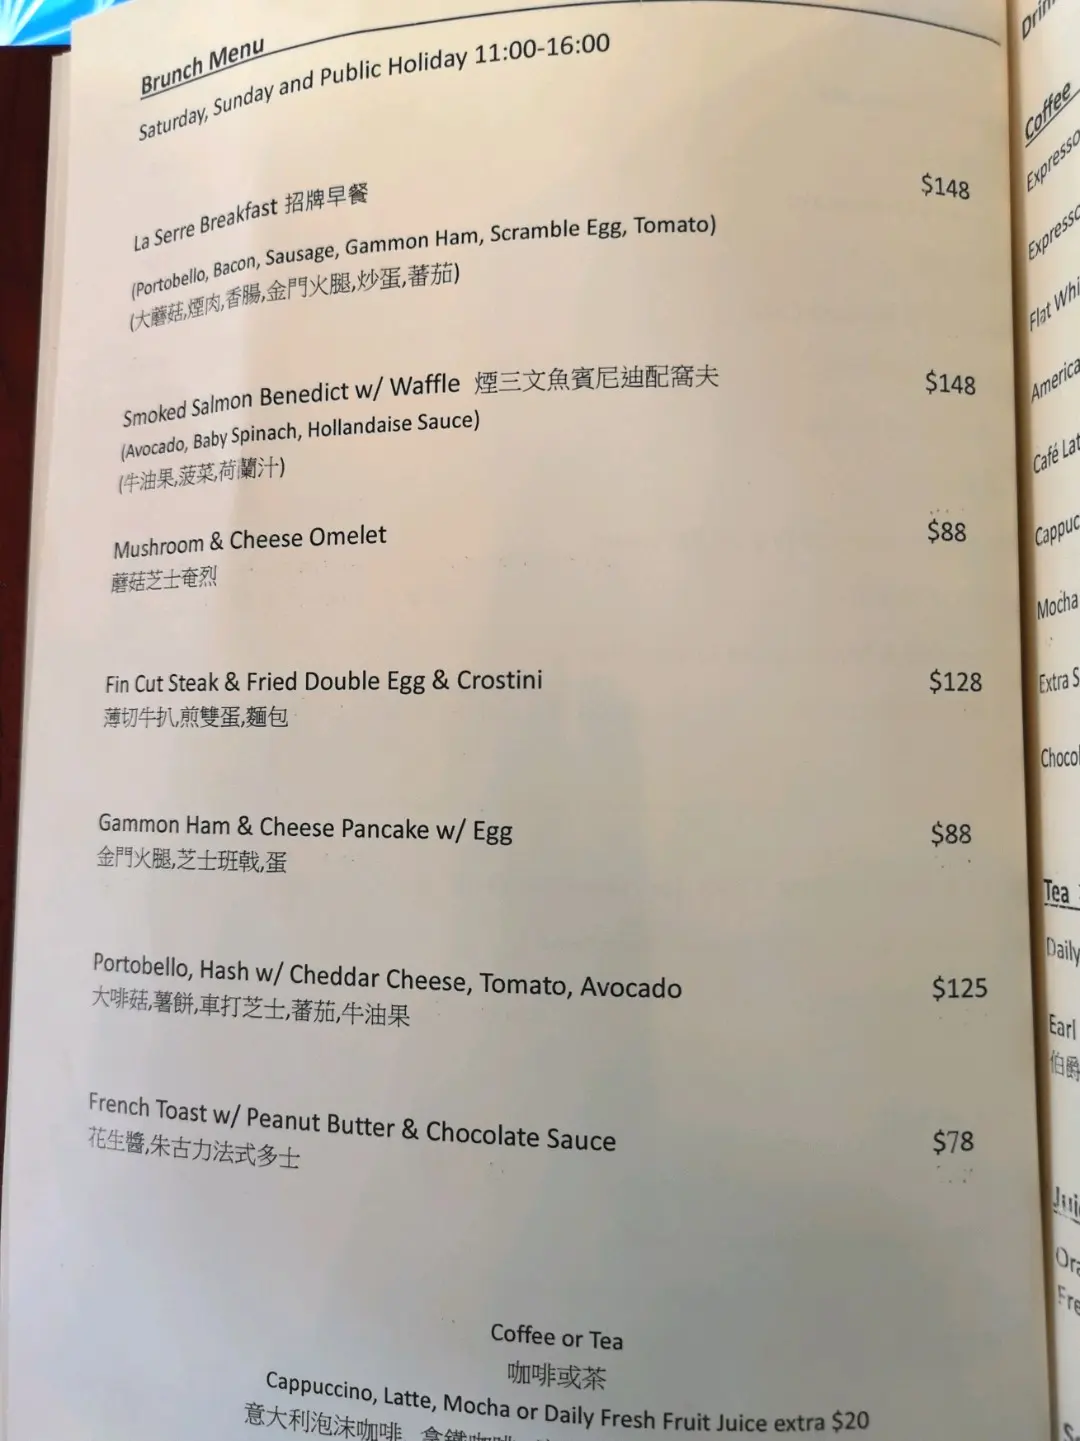 Brunch Menu
Saturday, Sunday and Public Holiday 11:00-16:00
La Serre Breakfast 招牌早餐 $148
(Portobello, Bacon, Sausage, Gammon Ham, Scramble Egg, Tomato)
(大蘑菇,煙肉,香腸,金門火腿,炒蛋,蕃茄)
Smoked Salmon Benedict w/ Waffle 煙三文魚賓尼迪配窩夫 $148
(Avocado, Baby Spinach, Hollandaise Sauce)
(牛油果,菠菜,荷蘭汁)
Mushroom & Cheese Omelet $88
蘑菇芝士奄烈
Fin Cut Steak & Fried Double Egg & Crostini $128
薄切牛扒,煎雙蛋,麵包
Gammon Ham & Cheese Pancake w/ Egg $88
金門火腿,芝士班戟,蛋
Portobello, Hash w/ Cheddar Cheese, Tomato, Avocado $125
大啡菇,薯餅,車打芝士,蕃茄,牛油果
French Toast w/ Peanut Butter & Chocolate Sauce $78
花生醬,朱古力法式多士
Coffee or Tea
咖啡或茶
Cappuccino, Latte, Mocha or Daily Fresh Fruit Juice extra $20
意大利泡沫咖啡
Coffee
Expresso
Flat
Café
Mocha
Extra
Tea
Daily
Earl
伯爵